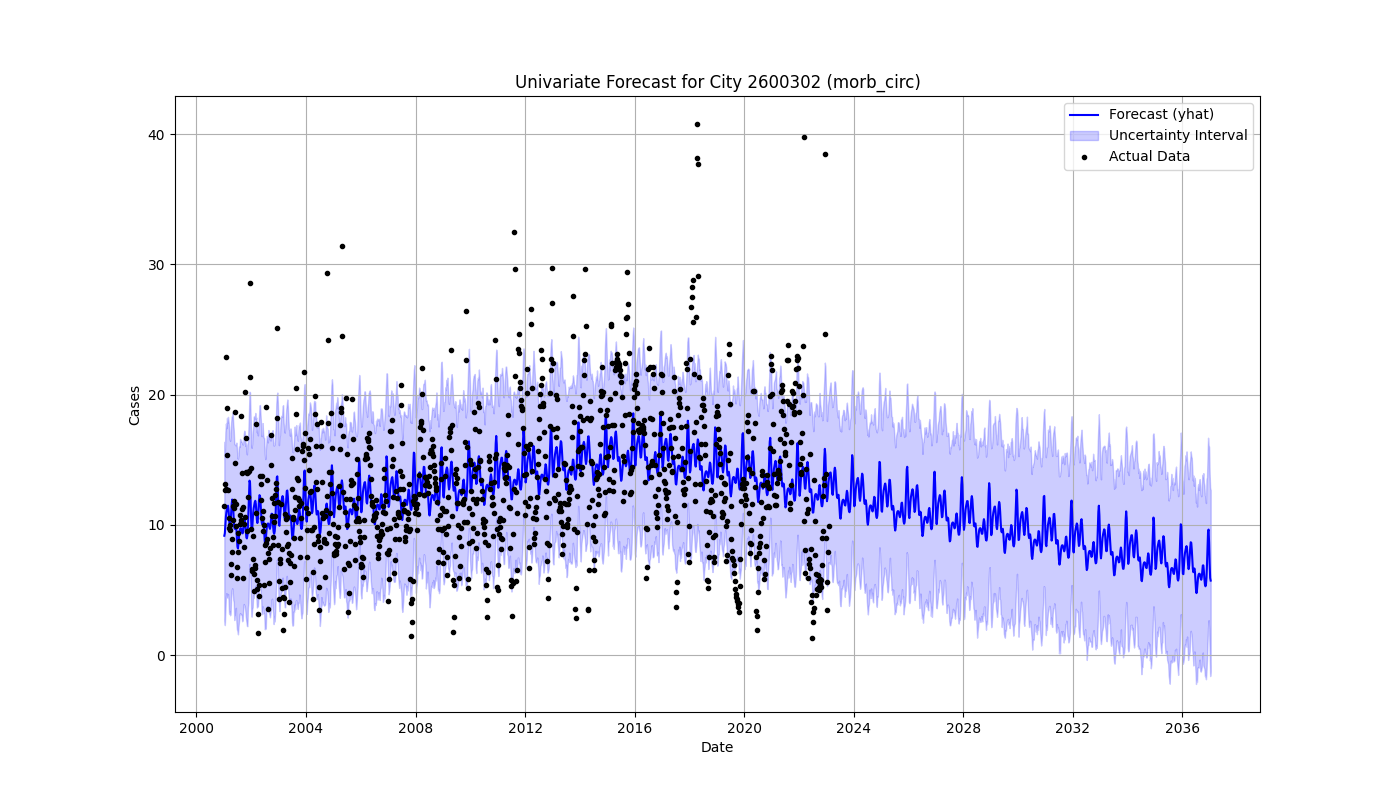 Univariate Forecast for City 2600302 (morb_circ)
Forecast (yhat)
Uncertainty Interval
Actual Data
Cases
40
30
20
10
0
2000 2004 2008 2012 2016 2020 2024 2028 2032 2036
Date